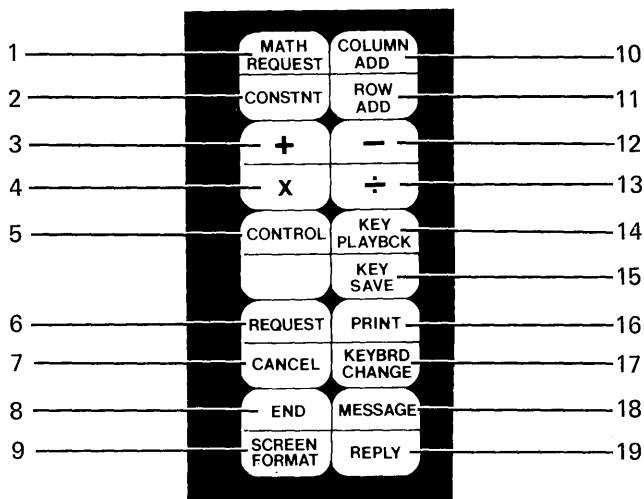 1 MATH REQUEST COLUMN ADD 10
2 CONSTNT ROW ADD 11
3 + − 12
4 X ÷ 13
5 CONTROL KEY PLAYBCK 14
KEY SAVE 15
6 REQUEST PRINT 16
7 CANCEL KEYBRD CHANGE 17
8 END MESSAGE 18
9 SCREEN FORMAT REPLY 19